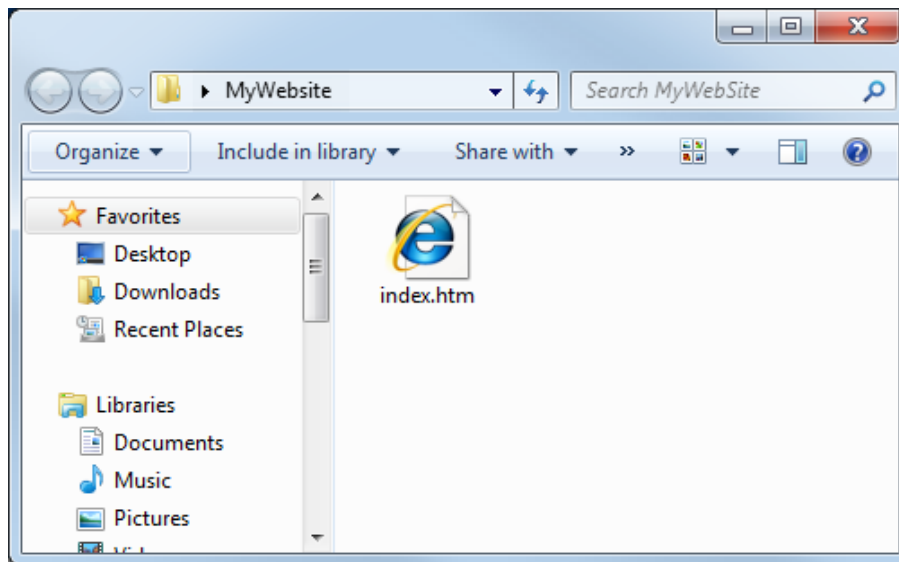 MyWebsite
Search MyWebSite
Organize Include in library Share with »
Favorites
Desktop
Downloads
Recent Places
Libraries
Documents
Music
Pictures
index.htm